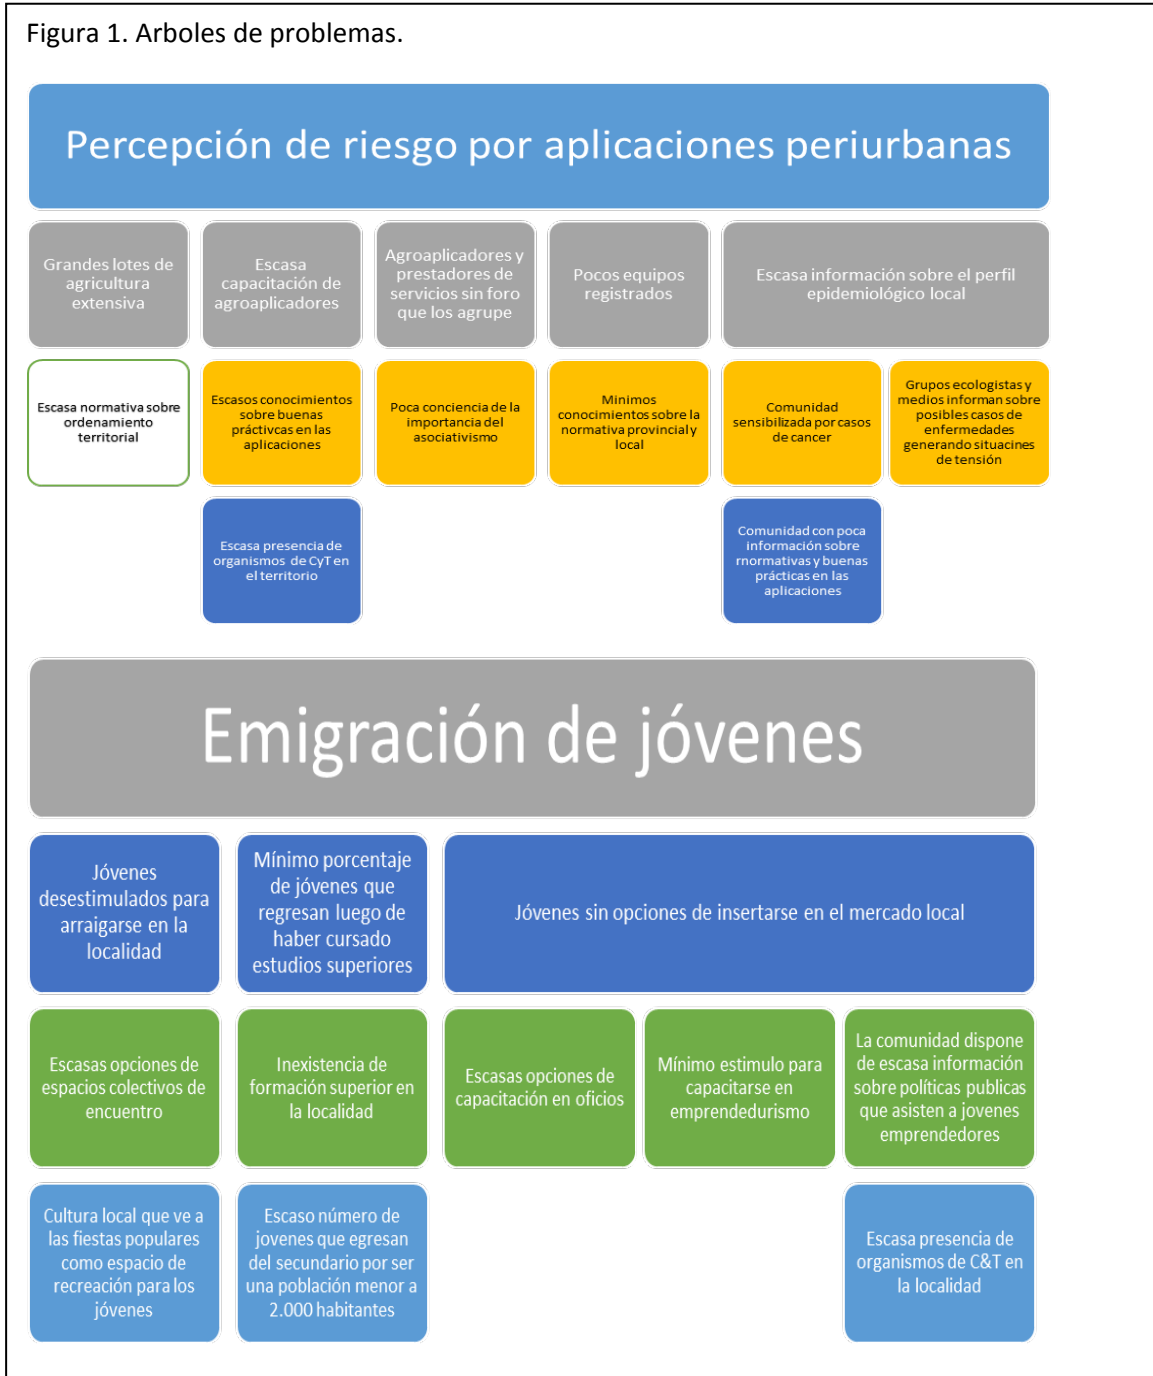 Figura 1. Arboles de problemas.
Percepción de riesgo por aplicaciones periurbanas
Grandes lotes de
agricultura
extensiva
Escasa
capacitación de
agroaplicadores
Agroaplicadores y
prestadores de
servicios sin foro
que los agrupe
Pocos equipos
registrados
Escasa información sobre el perfil
epidemiológico local
Escasa normativa sobre
ordenamiento
territorial
Escasos conocimientos
sobre buenas
práctivcas en las
aplicaciones
Poca conciencia de la
importancia del
asociativismo
Minimos
conocimientos sobre la
normativa provincial y
local
Comunidad
sensibilizada por casos
de cancer
Grupos ecologistas y
medios informan sobre
posibles casos de
enfermedades
generando situacines
de tensión
Escasa presencia de
organismos de CyT en
el territorio
Comunidad con poca
información sobre
rnormativas y buenas
prácticas en las
aplicaciones
Emigración de jóvenes
Jóvenes
desestimulados para
arraigarse en la
localidad
Mínimo porcentaje
de jóvenes que
regresan luego de
haber cursado
estudios superiores
Jóvenes sin opciones de insertarse en el mercado local
Escasas opciones de
espacios colectivos de
encuentro
Inexistencia de
formación superior en
la localidad
Escasas opciones de
capacitación en oficios
Mínimo estimulo para
capacitarse en
emprendedurismo
La comunidad dispone
de escasa información
sobre políticas publicas
que asisten a jovenes
emprendedores
Cultura local que ve a
las fiestas populares
como espacio de
recreación para los
jóvenes
Escaso número de
jovenes que egresan
del secundario por ser
una población menor a
2.000 habitantes
Escasa presencia de
organismos de C&T en
la localidad